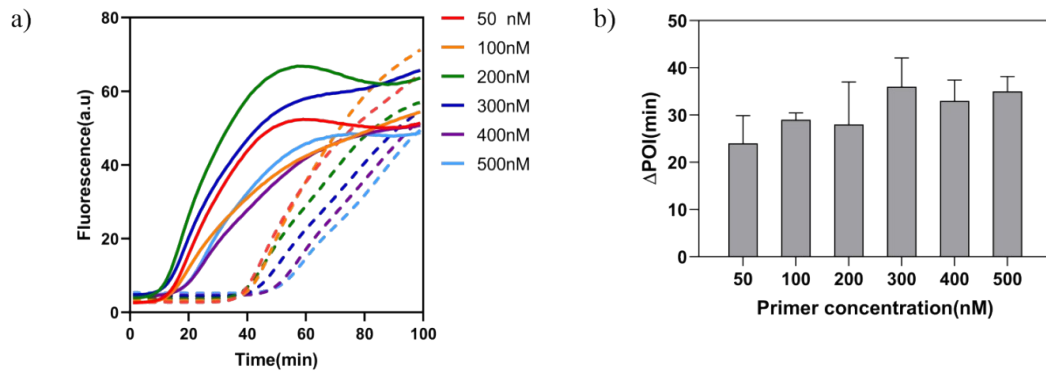 a)
80
60
40
20
0
Fluorescence(a.u)
0 20 40 60 80 100
Time(min)
50 nM
100nM
200nM
300nM
400nM
500nM
b)
50
40
30
20
10
0
ΔPOI(min)
50 100 200 300 400 500
Primer concentration(nM)